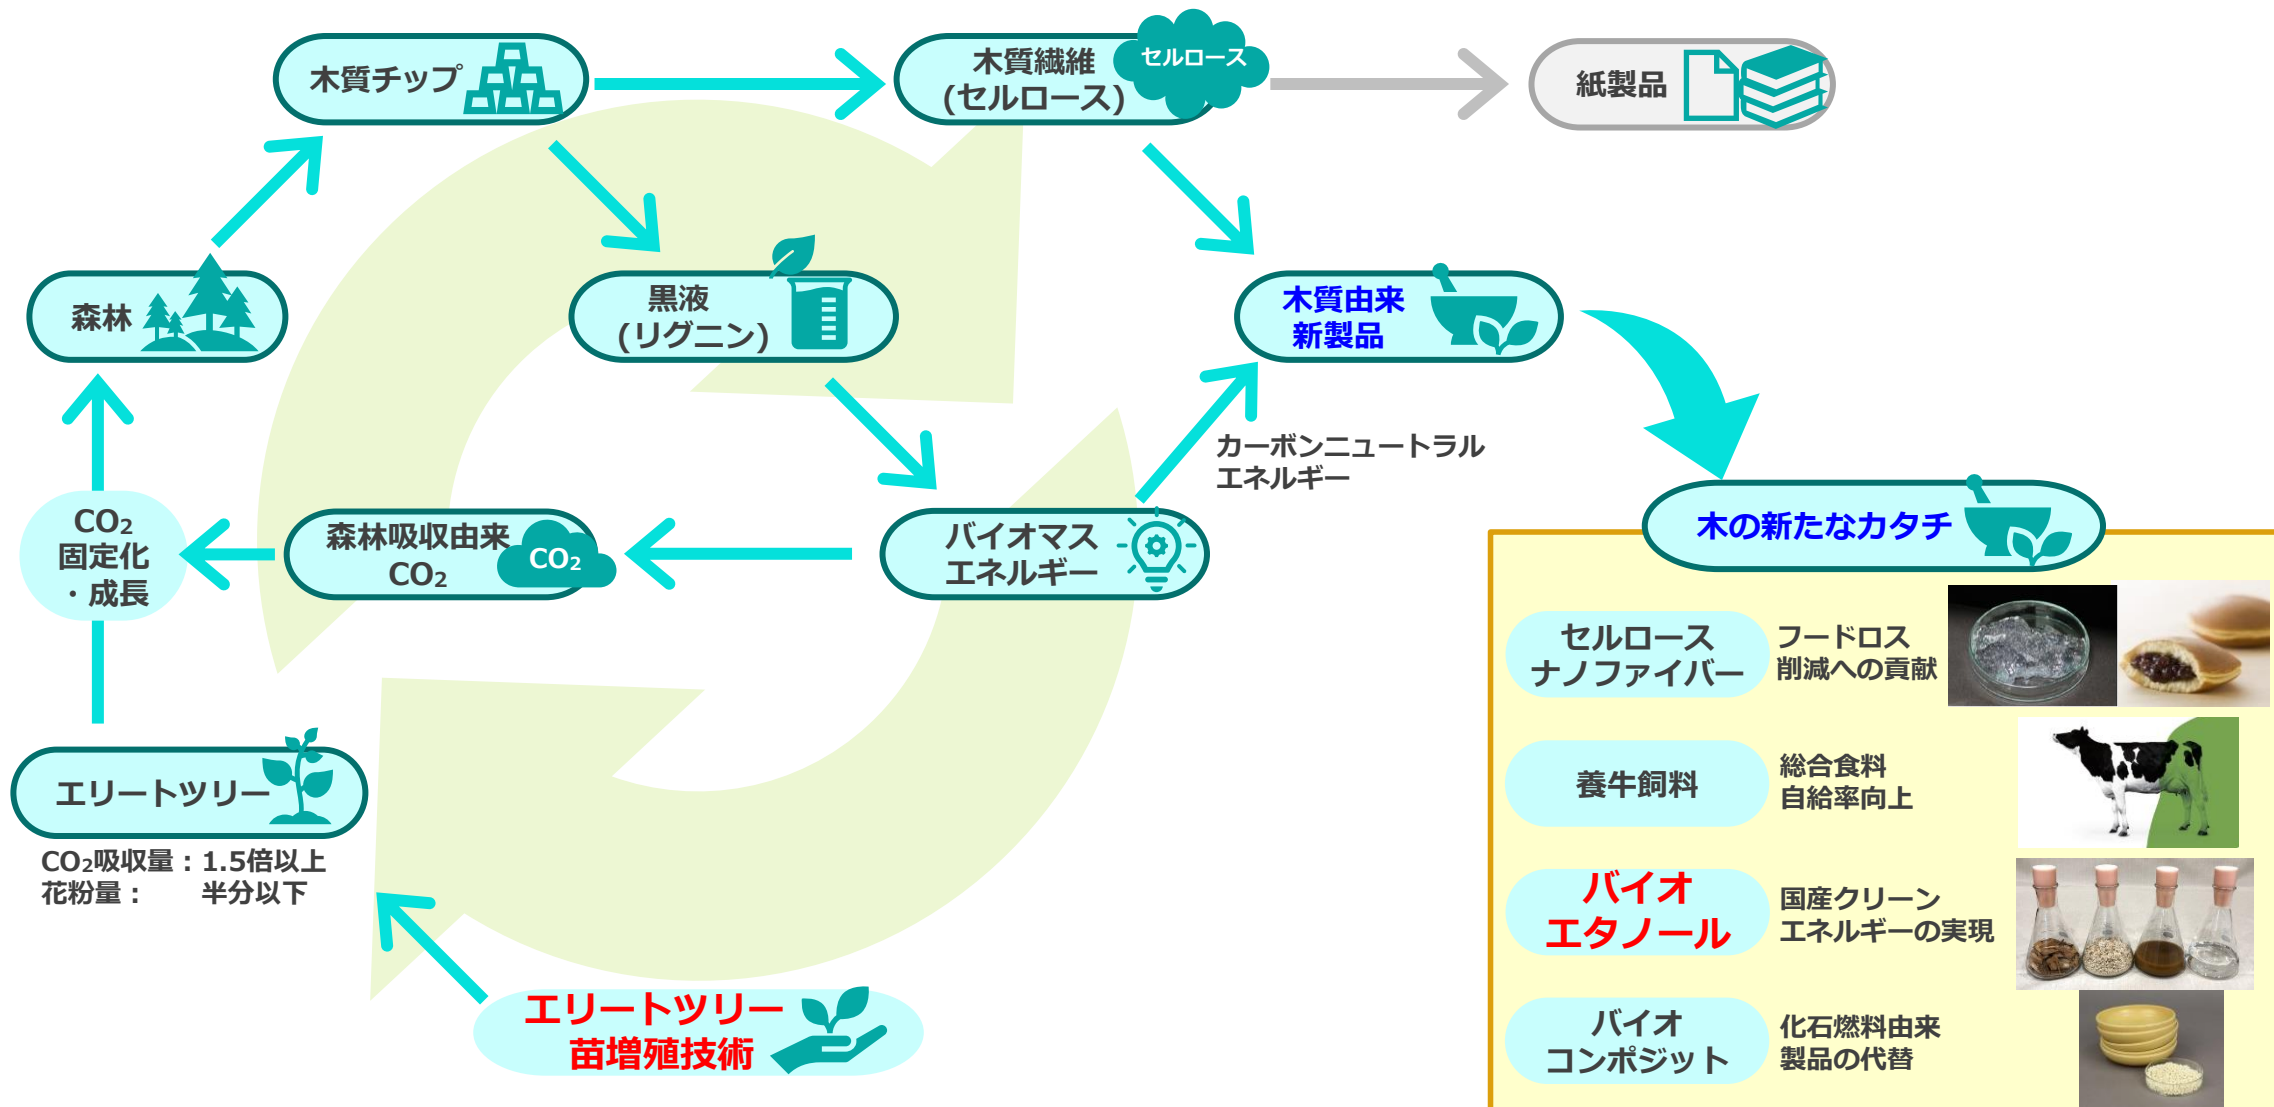 木質チップ
木質繊維
(セルロース)
セルロース
紙製品
森林
黒液
(リグニン)
木質由来
新製品
カーボンニュートラル
エネルギー
CO₂
固定化
・成長
森林吸収由来
CO₂
CO₂
バイオマス
エネルギー
エリートツリー
CO₂吸収量：1.5倍以上
花粉量：　　半分以下
エリートツリー
苗増殖技術
木の新たなカタチ
セルロース
ナノファイバー
フードロス
削減への貢献
養牛飼料
総合食料
自給率向上
バイオ
エタノール
国産クリーン
エネルギーの実現
バイオ
コンポジット
化石燃料由来
製品の代替